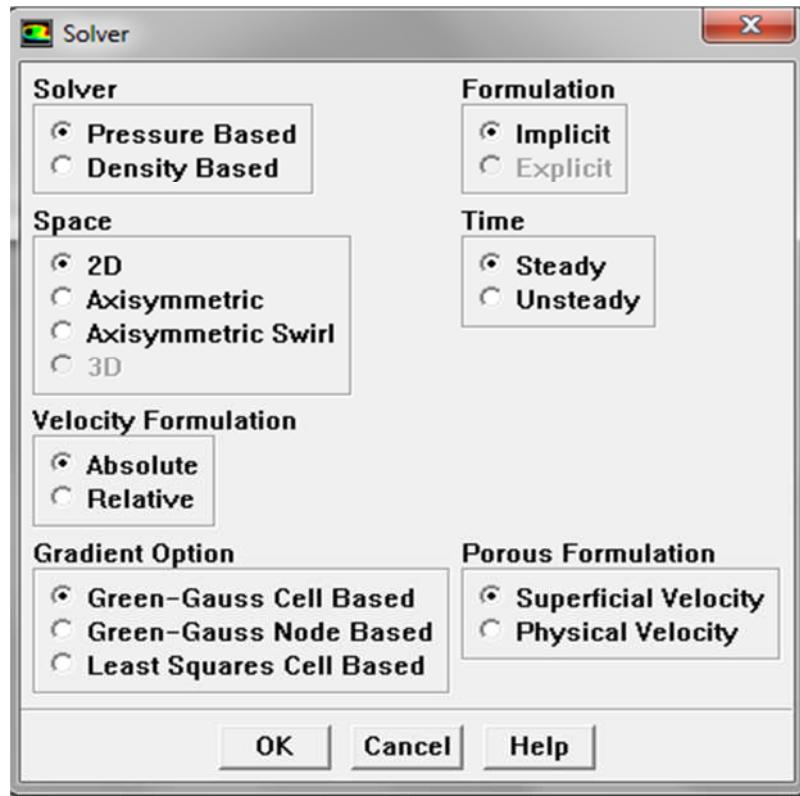 Solver
Solver
Pressure Based
Density Based
Formulation
Implicit
Explicit
Space
2D
Axisymmetric
Axisymmetric Swirl
3D
Time
Steady
Unsteady
Velocity Formulation
Absolute
Relative
Gradient Option
Green-Gauss Cell Based
Green-Gauss Node Based
Least Squares Cell Based
Porous Formulation
Superficial Velocity
Physical Velocity
OK Cancel Help